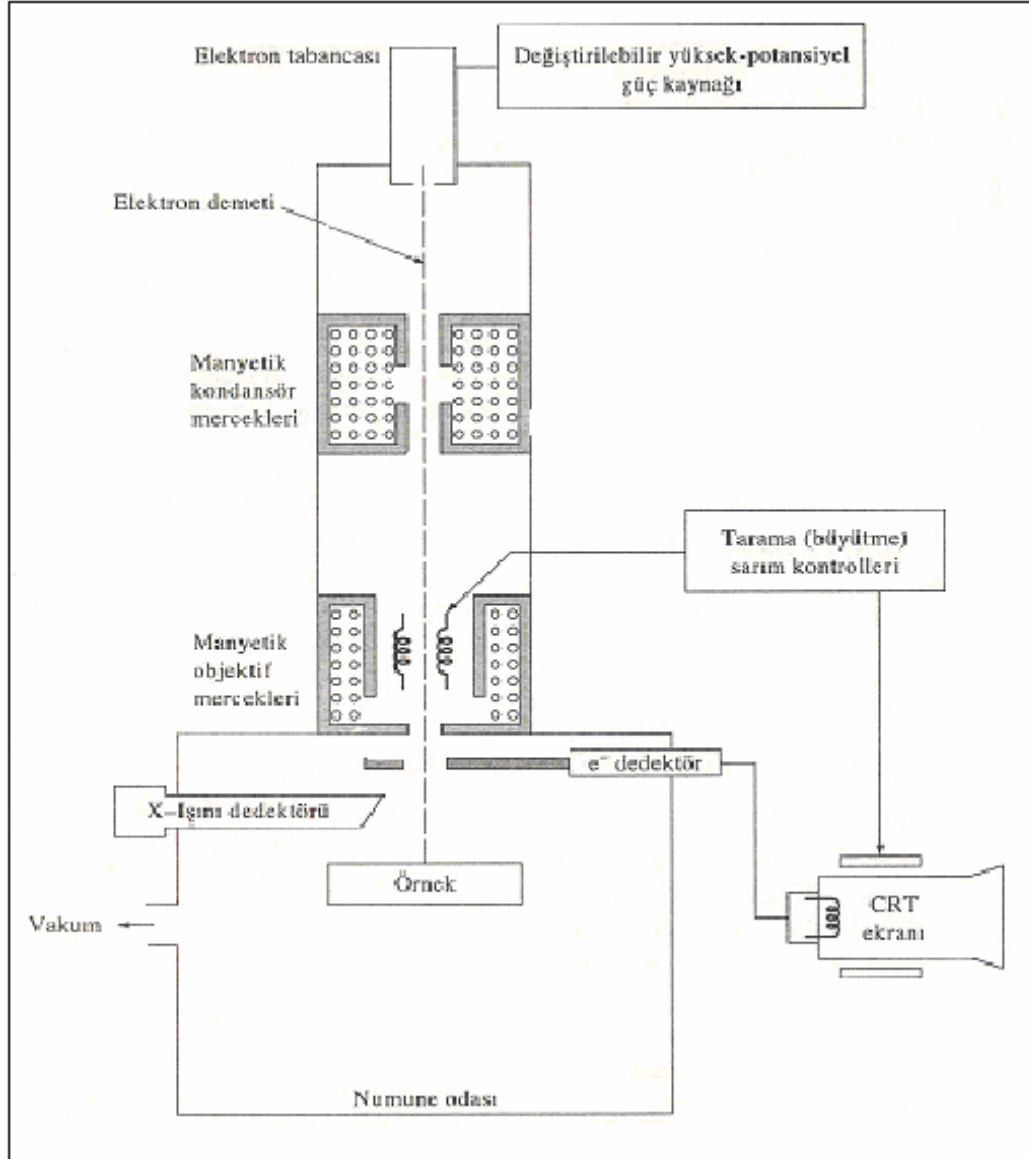 Elektron tabancası
Değiştirilebilir yüksek-potansiyel
güç kaynağı
Elektron demeti
Manyetik
kondansör
mercekleri
Tarama (büyütme)
sarım kontrolleri
Manyetik
objektif
mercekleri
e⁻ dedektör
X-Işını dedektörü
Örnek
CRT
ekranı
Vakum
Numune odası